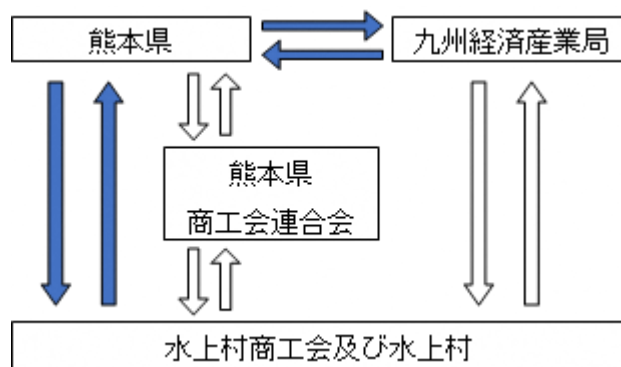 熊本県
九州経済産業局
熊本県
商工会連合会
水上村商工会及び水上村